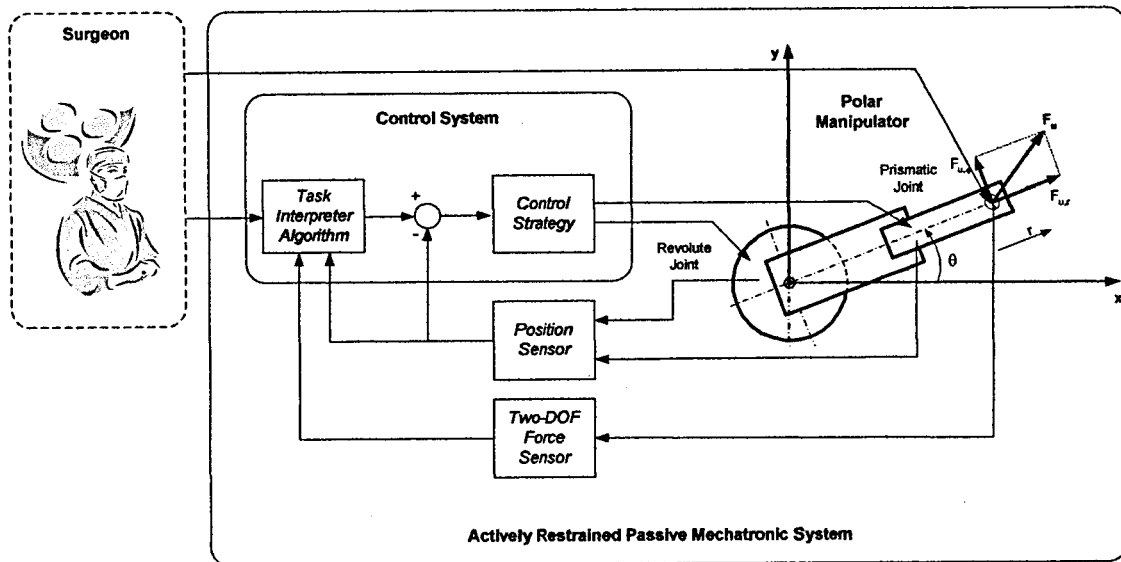 Surgeon
Control System
Task
Interpreter
Algorithm
+
-
Control
Strategy
Position
Sensor
Two-DOF
Force
Sensor
y
Polar
Manipulator
Prismatic
Joint
Revolute
Joint
F_u
F_u,r
r
θ
x
Actively Restrained Passive Mechatronic System